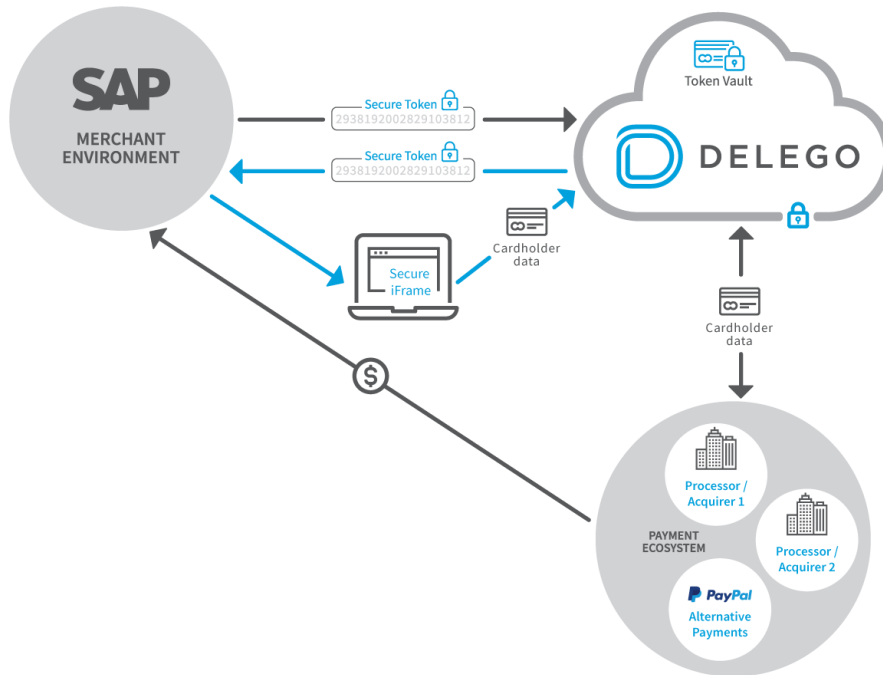 SAP
MERCHANT
ENVIRONMENT
Secure Token
2938192002829103812
Secure Token
2938192002829103812
Token Vault
DELEGO
Secure
iFrame
Cardholder
data
Cardholder
data
$
Processor /
Acquirer 1
PAYMENT
ECOSYSTEM
Processor /
Acquirer 2
PayPal
Alternative
Payments